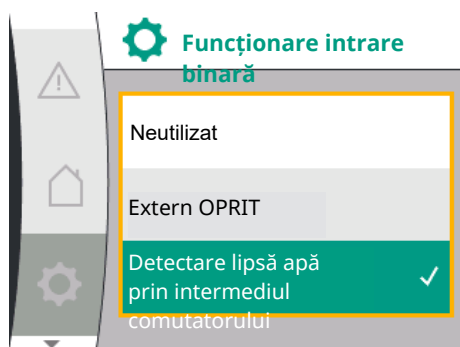 Funcționare intrare
binară
Neutilizat
Extern OPRIT
Detectare lipsă apă
prin intermediul
comutatorului